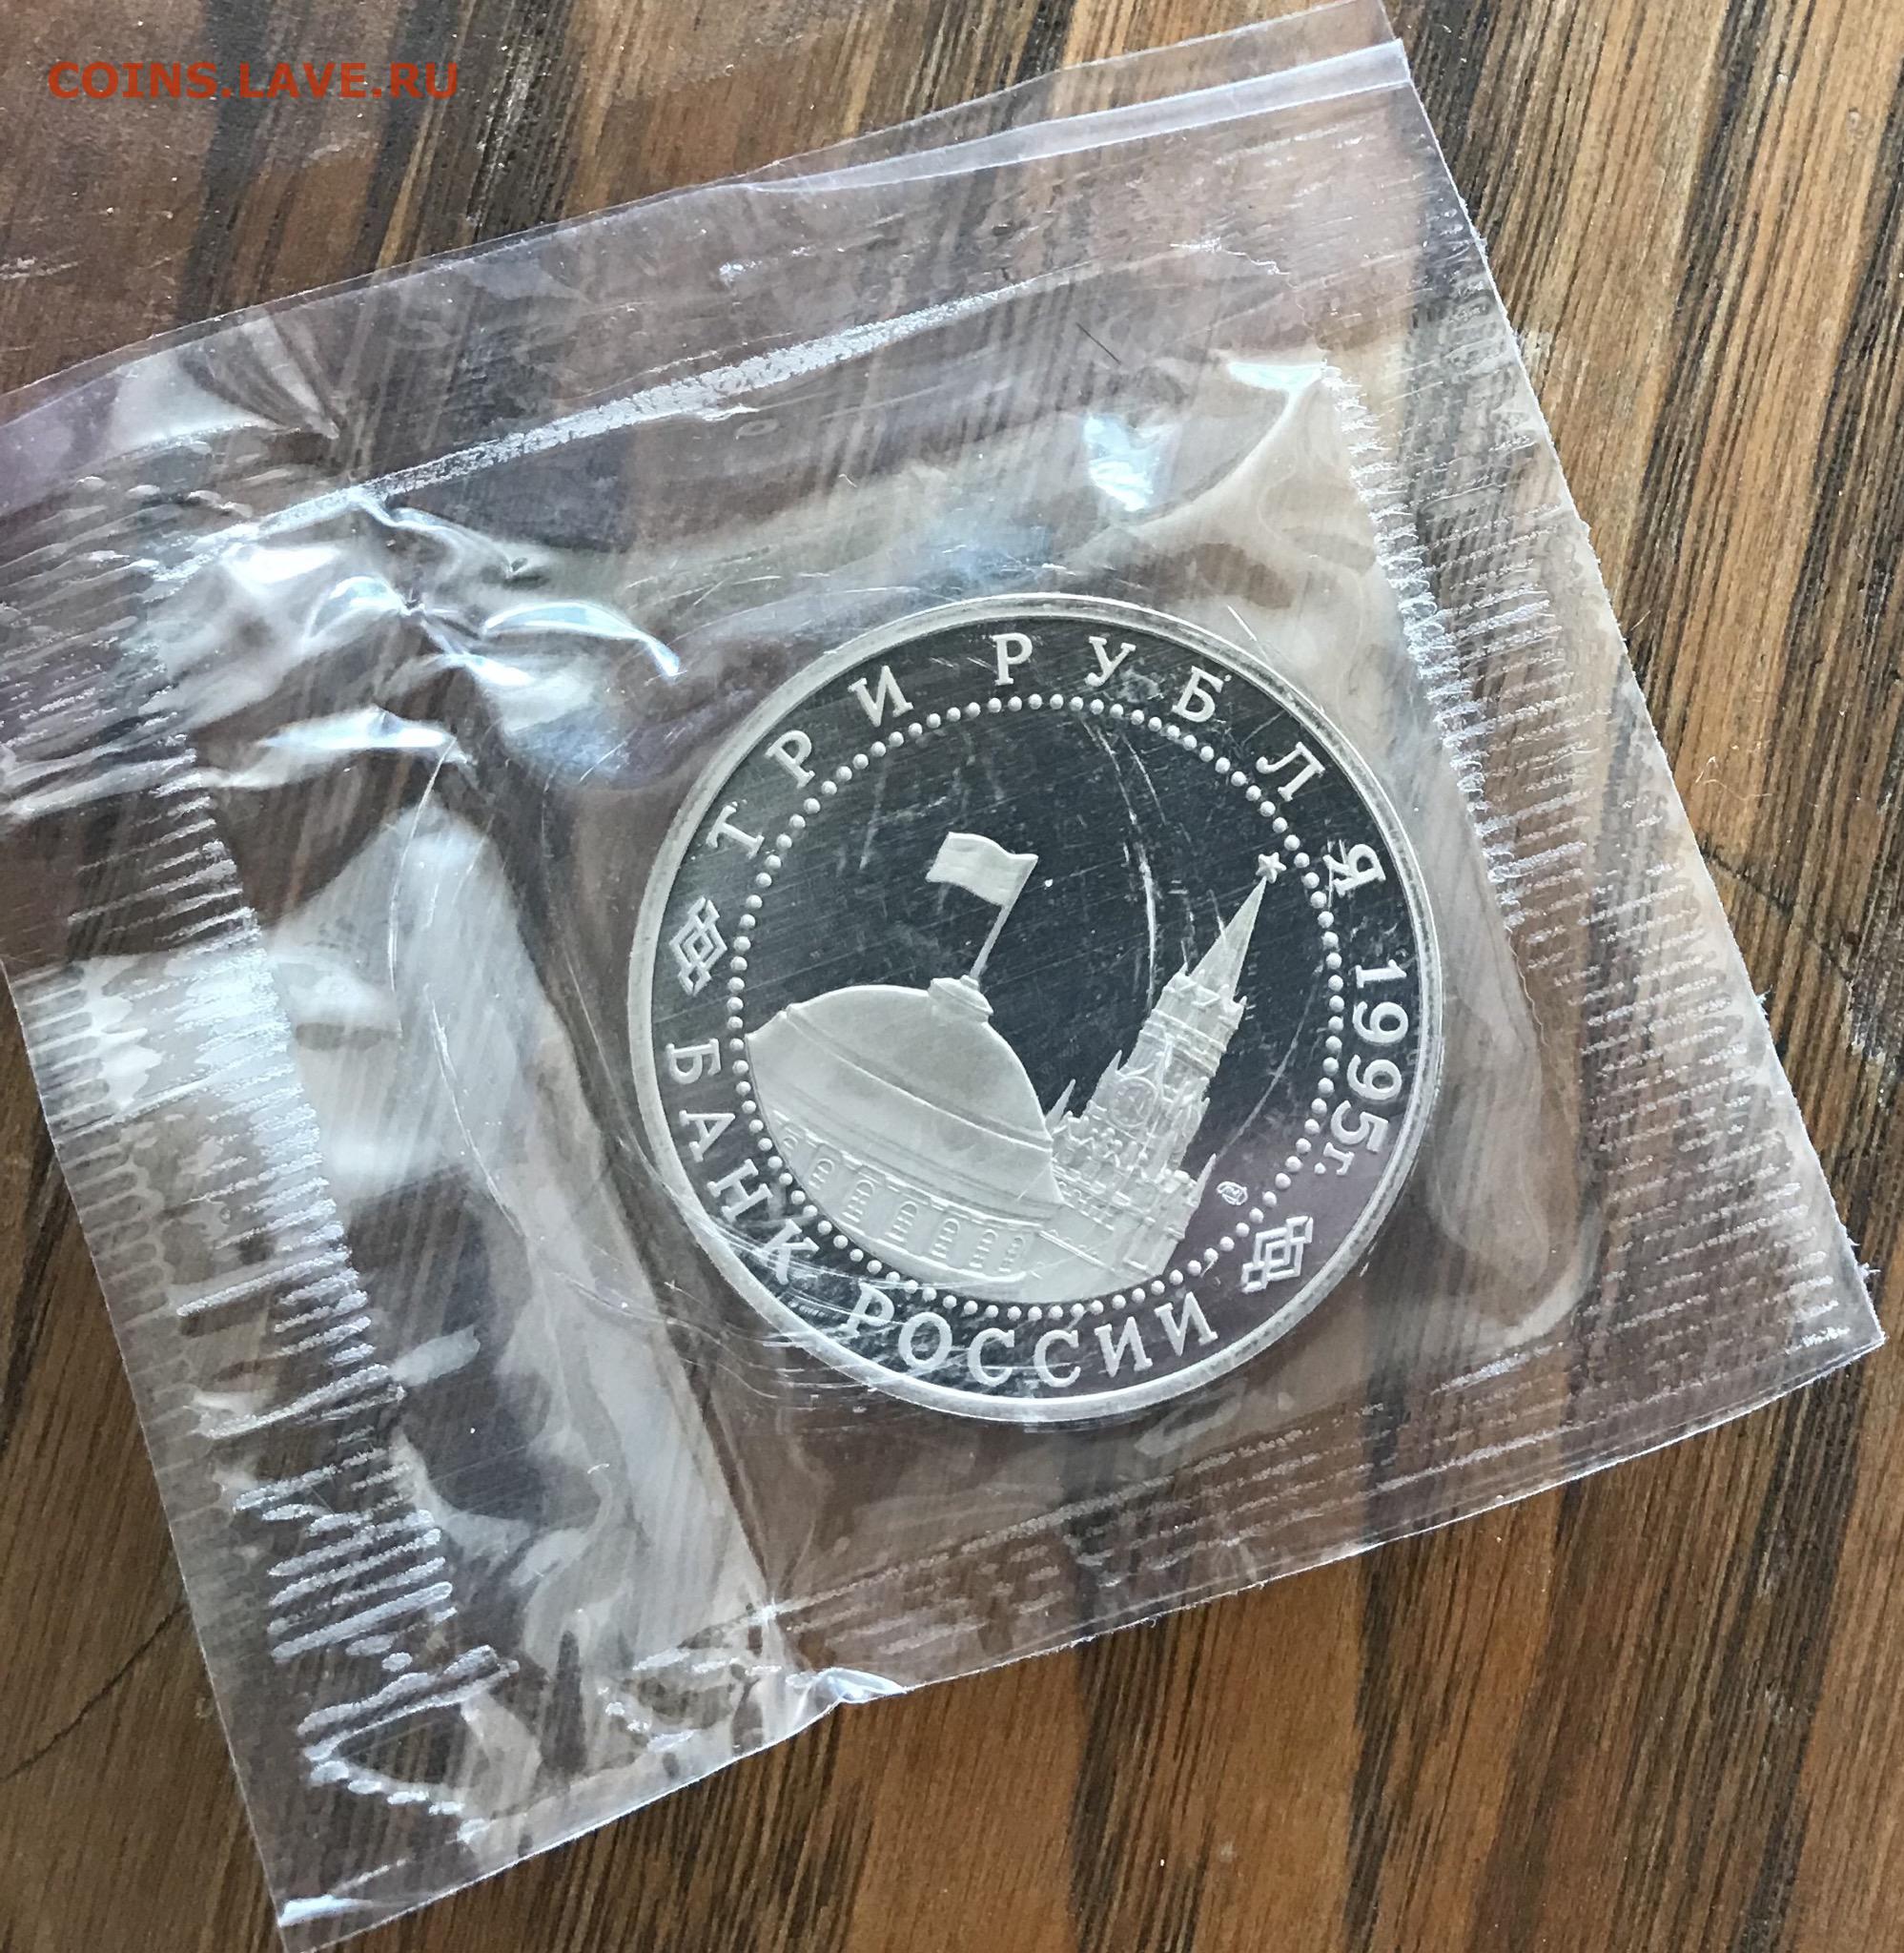 COINS.LAVE.RU
ТРИ РУБЛЯ 1995г.
БАНК РОССИИ